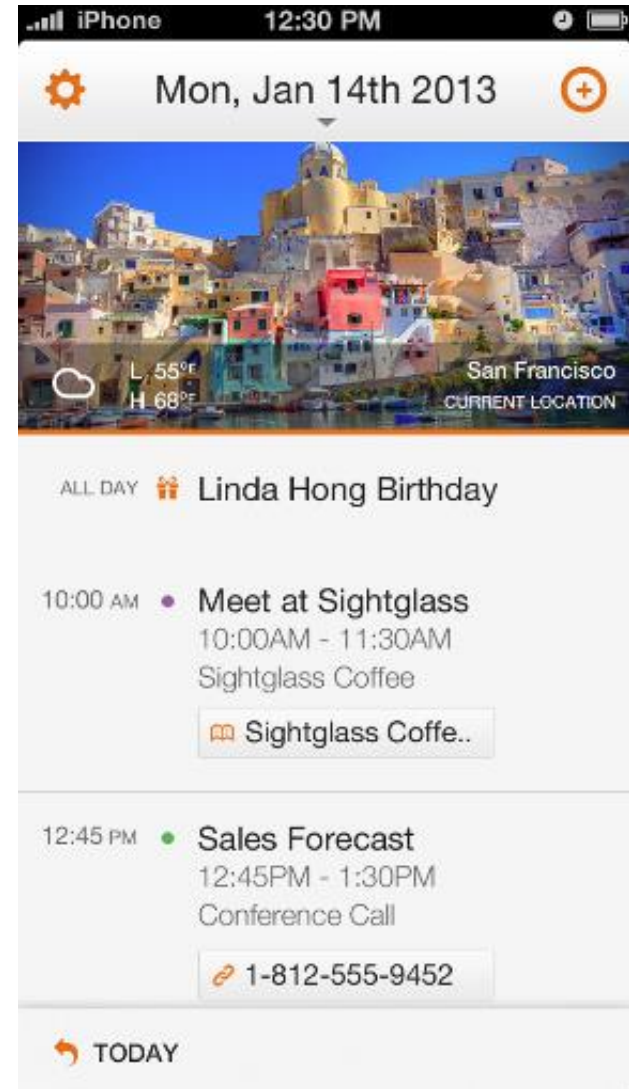 iPhone 12:30 PM
Mon, Jan 14th 2013
L 55°F
H 68°F
San Francisco
CURRENT LOCATION
ALL DAY Linda Hong Birthday
10:00 AM Meet at Sightglass
10:00AM - 11:30AM
Sightglass Coffee
Sightglass Coffe..
12:45 PM Sales Forecast
12:45PM - 1:30PM
Conference Call
1-812-555-9452
TODAY